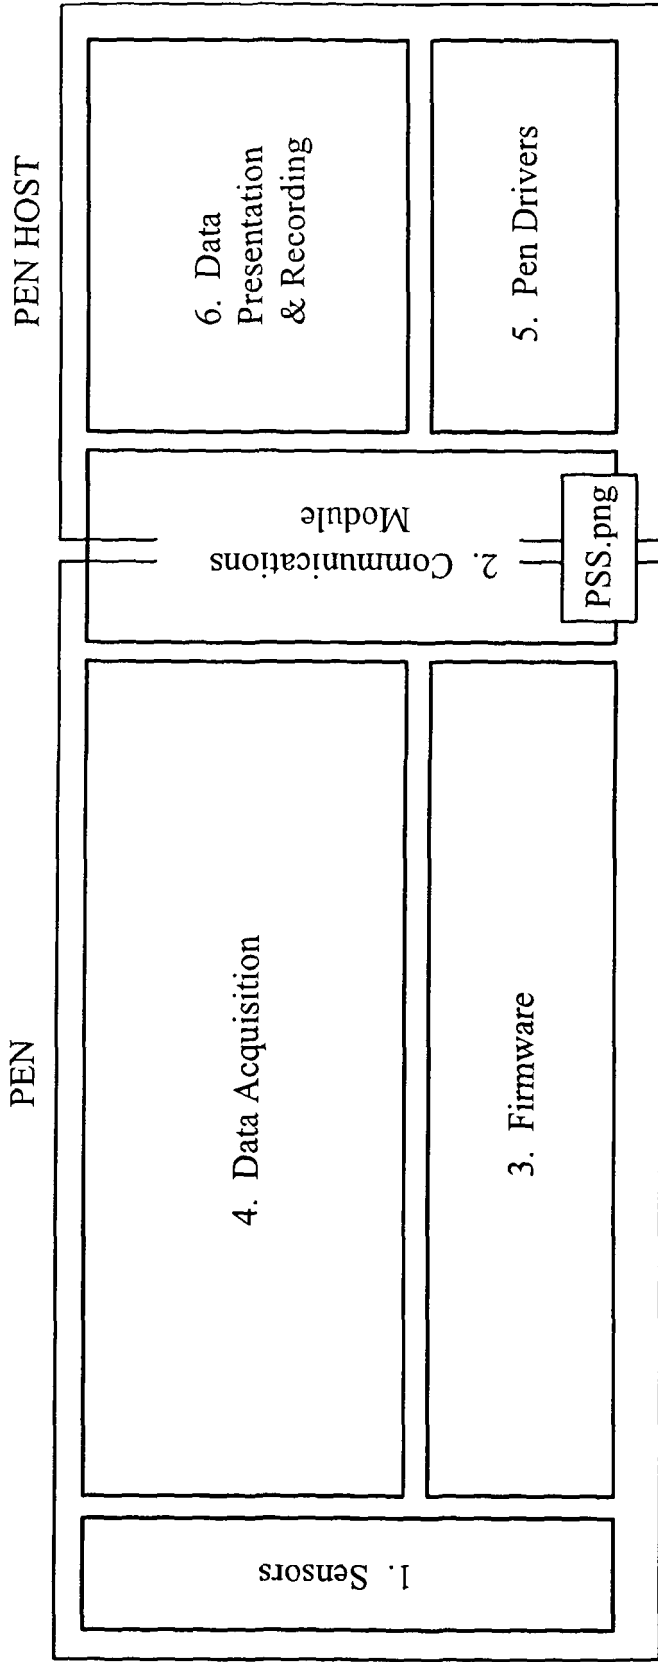 PEN
PEN HOST
1. Sensors
4. Data Acquisition
3. Firmware
2. Communications
Module
PSS.png
6. Data
Presentation
& Recording
5. Pen Drivers